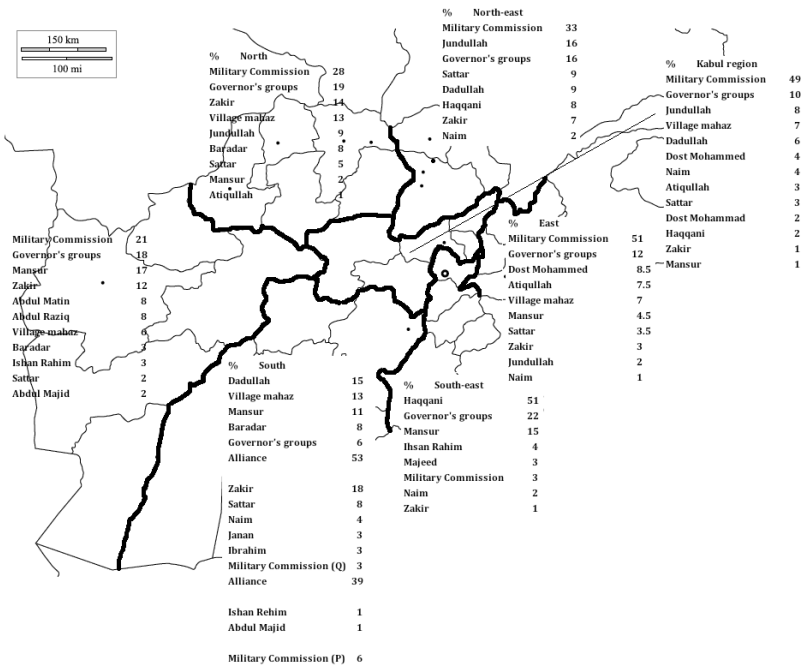 150 km
100 mi
% North
Military Commission 28
Governor's groups 19
Zakir 14
Village mahaz 13
Jundullah 9
Baradar 8
Sattar 5
Mansur 2
Atiqullah 1
% North-east
Military Commission 33
Jundullah 16
Governor's groups 16
Sattar 9
Dadullah 9
Haqqani 8
Zakir 7
Naim 2
% Kabul region
Military Commission 49
Governor's groups 10
Jundullah 8
Village mahaz 7
Dadullah 6
Dost Mohammed 4
Naim 4
Atiqullah 3
Sattar 3
Dost Mohammad 2
Haqqani 2
Zakir 1
Mansur 1
Military Commission 21
Governor's groups 18
Mansur 17
Zakir 12
Abdul Matin 8
Abdul Raziq 8
Village mahaz 6
Baradar 3
Ishan Rahim 3
Sattar 2
Abdul Majid 2
% East
Military Commission 51
Governor's groups 12
Dost Mohammed 8.5
Atiqullah 7.5
Village mahaz 7
Mansur 4.5
Sattar 3.5
Zakir 3
Jundullah 2
Naim 1
% South
Dadullah 15
Village mahaz 13
Mansur 11
Baradar 8
Governor's groups 6
Alliance 53
Zakir 18
Sattar 8
Naim 4
Janan 3
Ibrahim 3
Military Commission (Q) 3
Alliance 39
Ishan Rehim 1
Abdul Majid 1
Military Commission (P) 6
% South-east
Haqqani 51
Governor's groups 22
Mansur 15
Ihsan Rahim 4
Majeed 3
Military Commission 3
Naim 2
Zakir 1